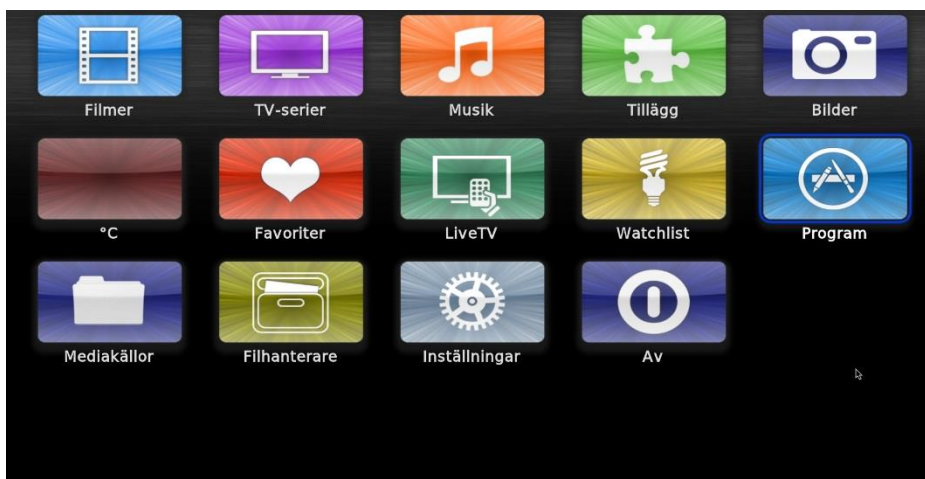 Filmer
TV-serier
Musik
Tillägg
Bilder
°C
Favoriter
LiveTV
Watchlist
Program
Mediakällor
Filhanterare
Inställningar
Av